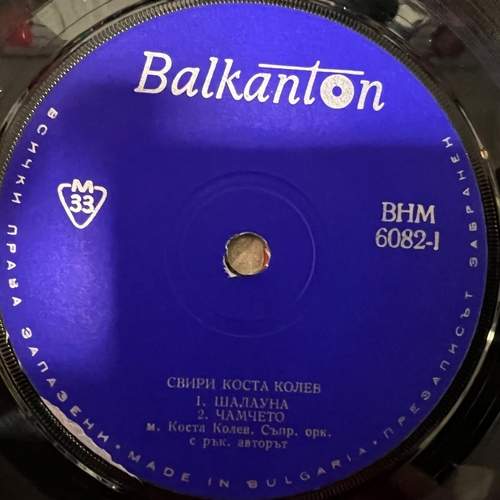 Balkanton
M
33
ВНМ
6082-I
СВИРИ КОСТА КОЛЕВ
1. ШАЛАУНА
2. ЧАМЧЕТО
м. Коста Колев, Съпр. орк.
с рък. авторът
ВСИЧКИ ПРАВА ЗАПАЗЕНИ • MADE IN BULGARIA • ПРЕЗАПИСЪТ ЗАБРАНЕН